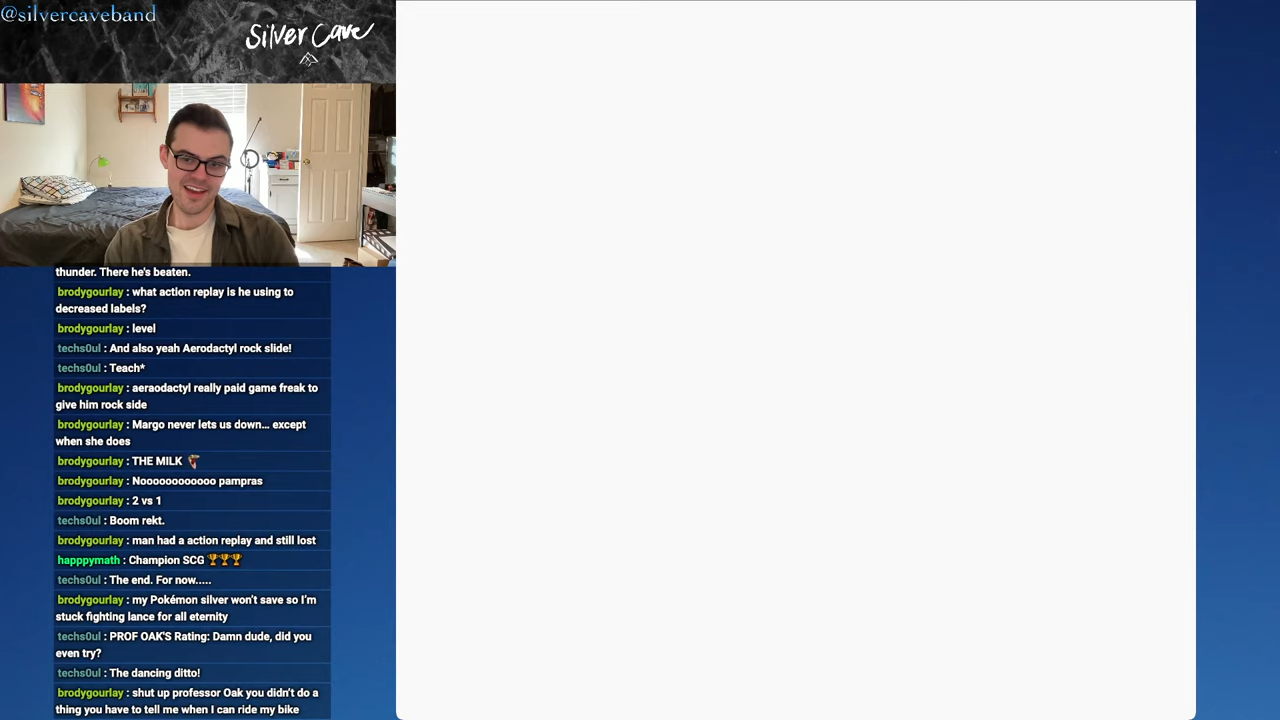 @silvercaveband
Silver Cave
thunder. There he's beaten.
brodygourlay : what action replay is he using to
decreased labels?
brodygourlay : level
techs0ul : And also yeah Aerodactyl rock slide!
techs0ul : Teach*
brodygourlay : aeraodactyl really paid game freak to
give him rock side
brodygourlay : Margo never lets us down… except
when she does
brodygourlay : THE MILK
brodygourlay : Nooooooooooo pampras
brodygourlay : 2 vs 1
techs0ul : Boom rekt.
brodygourlay : man had a action replay and still lost
happpymath : Champion SCG 🏆🏆🏆
techs0ul : The end. For now.....
brodygourlay : my Pokémon silver won't save so I'm
stuck fighting lance for all eternity
techs0ul : PROF OAK'S Rating: Damn dude, did you
even try?
techs0ul : The dancing ditto!
brodygourlay : shut up professor Oak you didn't do a
thing you have to tell me when I can ride my bike